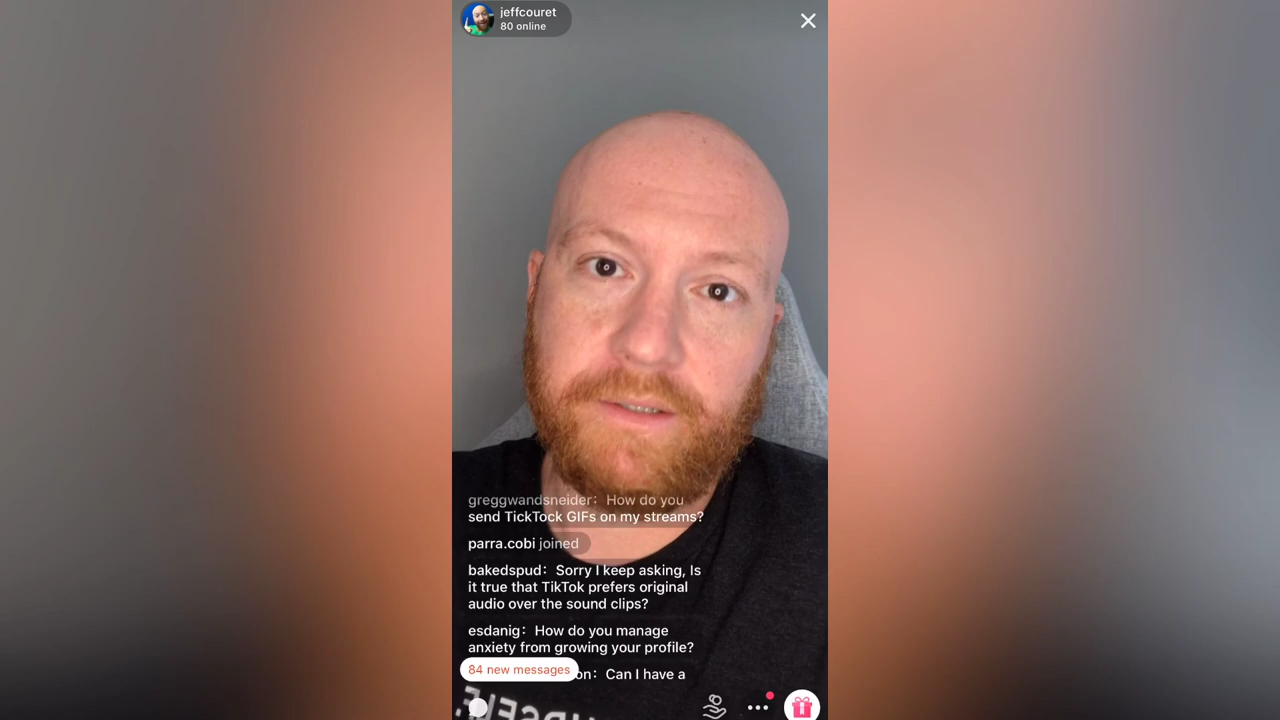 jeffcouret
80 online
greggwandsneider: How do you
send TickTock GIFs on my streams?
parra.cobi joined
bakedspud: Sorry I keep asking, Is
it true that TikTok prefers original
audio over the sound clips?
esdanig: How do you manage
anxiety from growing your profile?
84 new messages
on: Can I have a